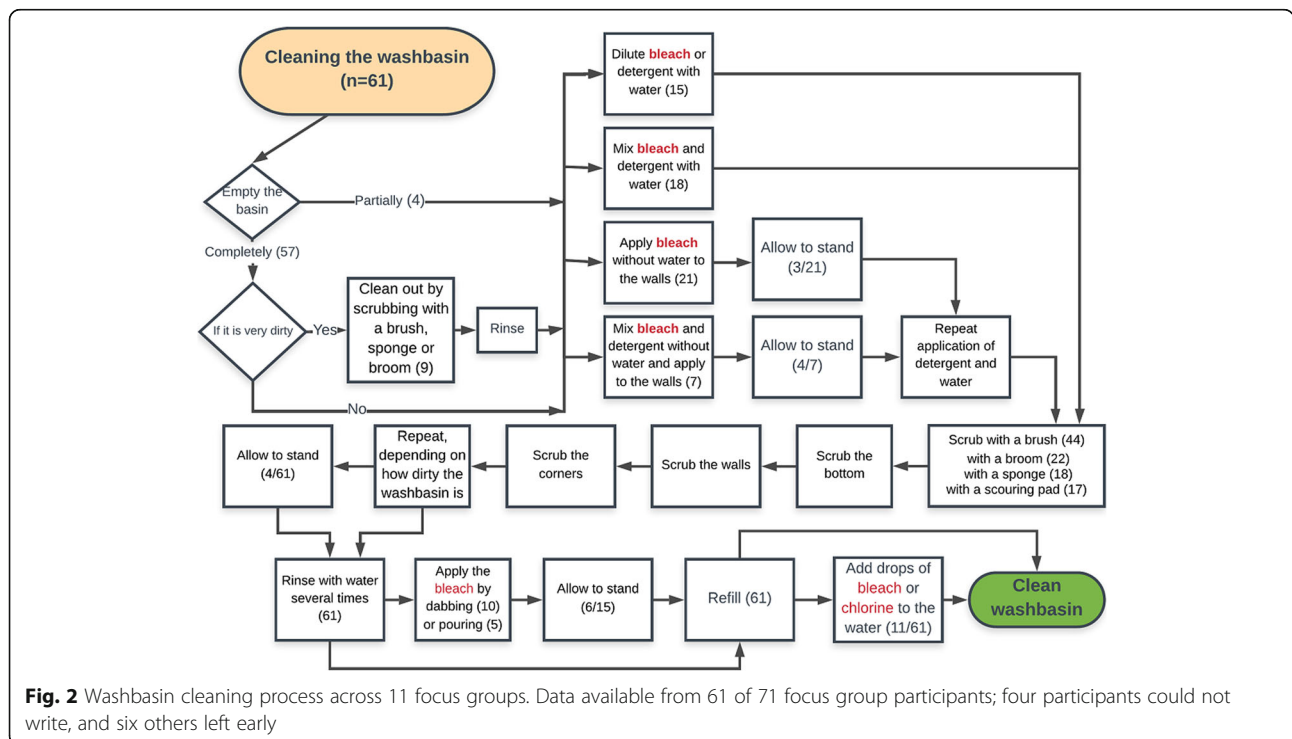 Cleaning the washbasin
(n=61)
Empty the
basin
Partially (4)
Completely (57)
If it is very dirty
Yes
No
Clean out by
scrubbing with
a brush,
sponge or
broom (9)
Rinse
Dilute bleach or
detergent with
water (15)
Mix bleach and
detergent with
water (18)
Apply bleach
without water to
the walls (21)
Allow to stand
(3/21)
Mix bleach and
detergent without
water and apply
to the walls (7)
Allow to stand
(4/7)
Repeat
application of
detergent and
water
Scrub with a brush (44)
with a broom (22)
with a sponge (18)
with a scouring pad (17)
Scrub the
bottom
Scrub the walls
Scrub the
corners
Repeat,
depending on
how dirty the
washbasin is
Allow to stand
(4/61)
Rinse with water
several times
(61)
Apply the
bleach by
dabbing (10)
or pouring (5)
Allow to stand
(6/15)
Refill (61)
Add drops of
bleach or
chlorine to the
water (11/61)
Clean
washbasin
Fig. 2 Washbasin cleaning process across 11 focus groups. Data available from 61 of 71 focus group participants; four participants could not
write, and six others left early